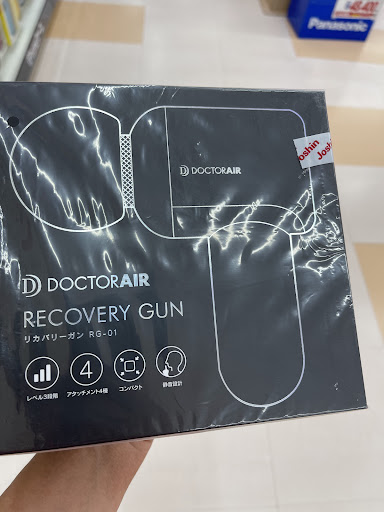 Panasonic
Joshin
Josh
DOCTORAIR
DOCTORAIR
RECOVERY GUN
リカバリーガン RG-01
4
レベル3段階
アタッチメント4種
コンパクト
静音設計